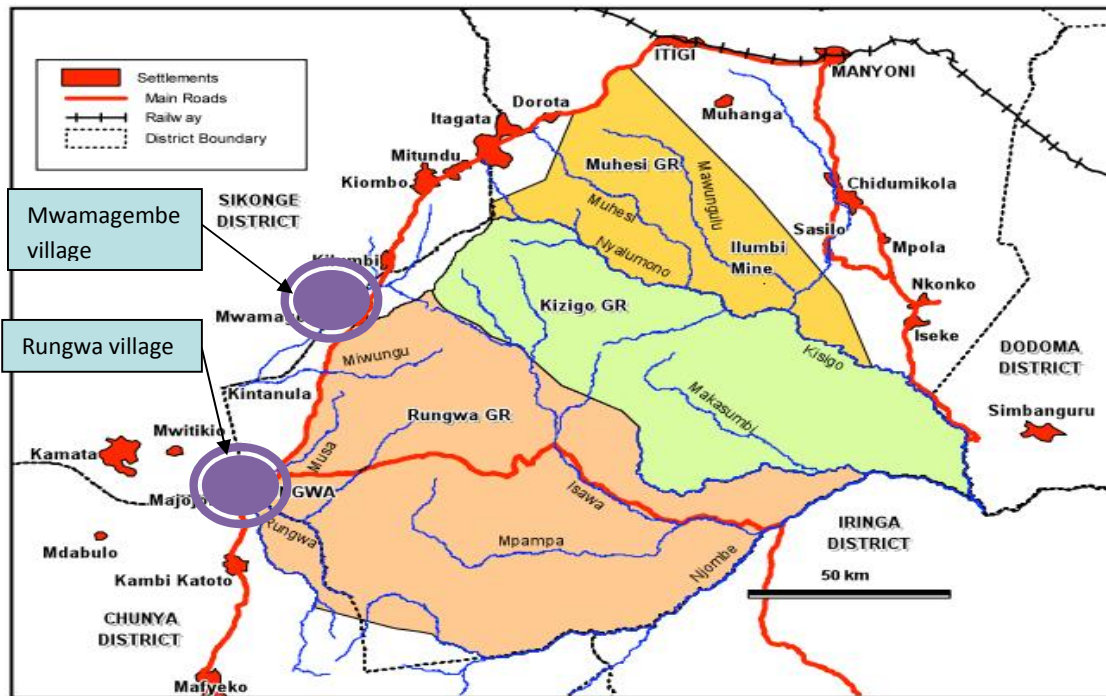 Settlements
Main Roads
Railway
District Boundary
ITIGI
MANYONI
Dorota
Itagata
Muhanga
Mitundu
Muhesi GR
Mawungulu
Kiombo
Chidumikola
Mwamagembe
village
SIKONGE
DISTRICT
Muhesi
Sasilo
Mpola
Nyalumono
Ilumbi
Mine
Nkonko
Kizigo GR
Iseke
Rungwa village
Miwungu
Kisigo
DODOMA
DISTRICT
Kintanula
Makasumbi
Simbanguru
Rungwa GR
Mwitikio
Musa
Kamata
Isawa
Rungwa
IRINGA
DISTRICT
Mdabulo
Mpampa
Njombe
Kambi Katoto
50 km
CHUNYA
DISTRICT
Mafyeko